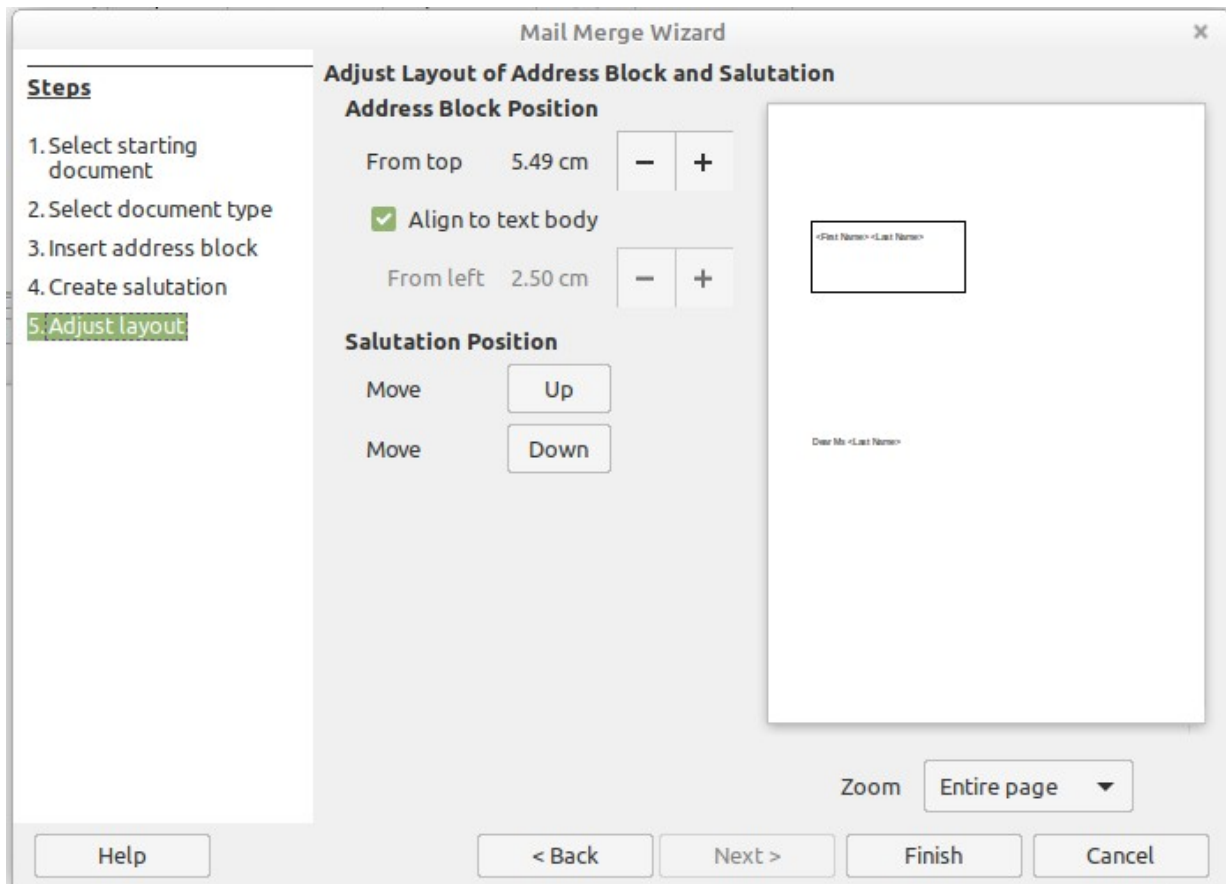 Mail Merge Wizard
Steps
1. Select starting
document
2. Select document type
3. Insert address block
4. Create salutation
5. Adjust layout
Adjust Layout of Address Block and Salutation
Address Block Position
From top 5.49 cm − +
Align to text body
From left 2.50 cm − +
Salutation Position
Move Up
Move Down
<First Name> <Last Name>
Dear Ms <Last Name>
Zoom Entire page
Help < Back Next > Finish Cancel